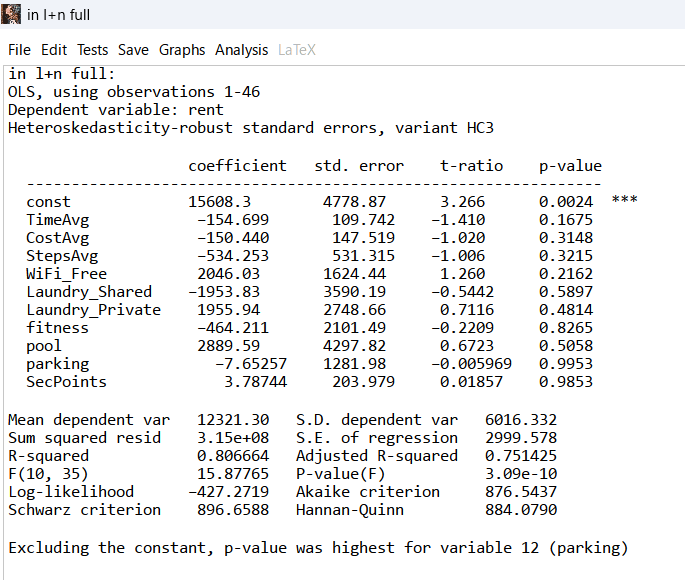 in l+n full
File Edit Tests Save Graphs Analysis LaTeX
in l+n full:
OLS, using observations 1-46
Dependent variable: rent
Heteroskedasticity-robust standard errors, variant HC3
coefficient std. error t-ratio p-value
---------------------------------------------------------------
const 15608.3 4778.87 3.266 0.0024 ***
TimeAvg −154.699 109.742 −1.410 0.1675
CostAvg −150.440 147.519 −1.020 0.3148
StepsAvg −534.253 531.315 −1.006 0.3215
WiFi_Free 2046.03 1624.44 1.260 0.2162
Laundry_Shared −1953.83 3590.19 −0.5442 0.5897
Laundry_Private 1955.94 2748.66 0.7116 0.4814
fitness −464.211 2101.49 −0.2209 0.8265
pool 2889.59 4297.82 0.6723 0.5058
parking −7.65257 1281.98 −0.005969 0.9953
SecPoints 3.78744 203.979 0.01857 0.9853
Mean dependent var 12321.30 S.D. dependent var 6016.332
Sum squared resid 3.15e+08 S.E. of regression 2999.578
R-squared 0.806664 Adjusted R-squared 0.751425
F(10, 35) 15.87765 P-value(F) 3.09e-10
Log-likelihood −427.2719 Akaike criterion 876.5437
Schwarz criterion 896.6588 Hannan-Quinn 884.0790
Excluding the constant, p-value was highest for variable 12 (parking)